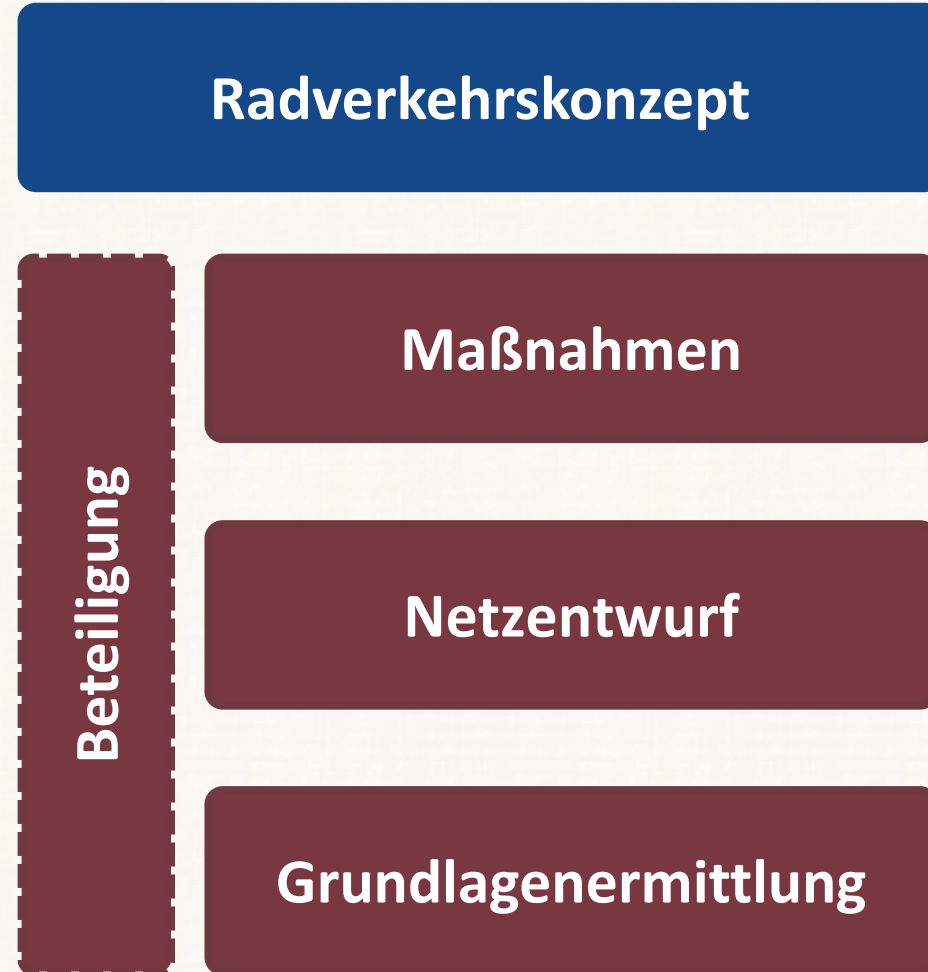 Radverkehrskonzept
Beteiligung
Maßnahmen
Netzentwurf
Grundlagenermittlung